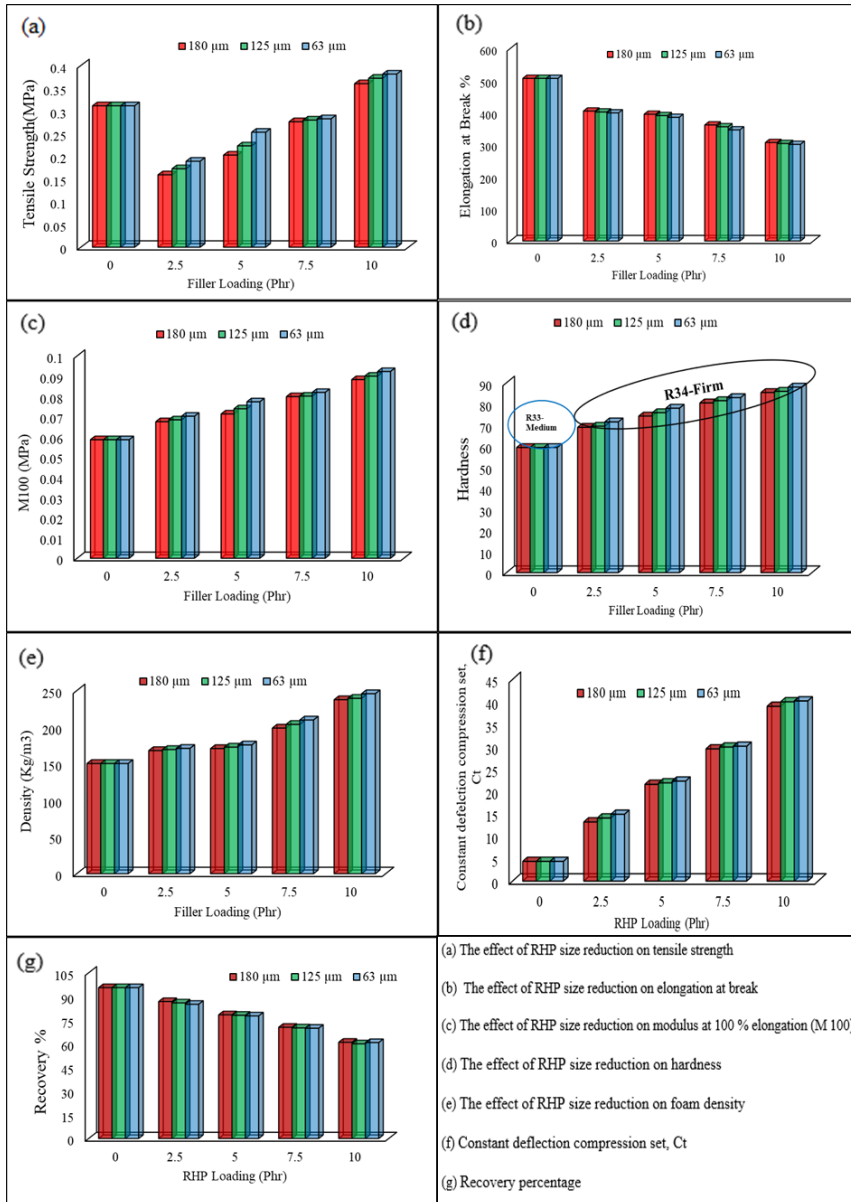 (a)
180 µm 125 µm 63 µm
Tensile Strength(MPa)
0.4
0.35
0.3
0.25
0.2
0.15
0.1
0.05
0
0 2.5 5 7.5 10
Filler Loading (Phr)
(b)
180 µm 125 µm 63 µm
Elongation at Break %
600
500
400
300
200
100
0
0 2.5 5 7.5 10
Filler Loading (Phr)
(c)
180 µm 125 µm 63 µm
M100 (MPa)
0.1
0.09
0.08
0.07
0.06
0.05
0.04
0.03
0.02
0.01
0
0 2.5 5 7.5 10
Filler Loading (Phr)
(d)
180 µm 125 µm 63 µm
Hardness
90
80
70
60
50
40
30
20
10
0
R33-
Medium
R34-Firm
0 2.5 5 7.5 10
Filler Loading (Phr)
(e)
180 µm 125 µm 63 µm
Density (Kg/m3)
250
200
150
100
50
0
0 2.5 5 7.5 10
Filler Loading (Phr)
(f)
180 µm 125 µm 63 µm
Constant defelction compression set,
Ct
45
40
35
30
25
20
15
10
5
0
0 2.5 5 7.5 10
RHP Loading (Phr)
(g)
180 µm 125 µm 63 µm
Recovery %
105
90
75
60
45
30
15
0
0 2.5 5 7.5 10
RHP Loading (Phr)
(a) The effect of RHP size reduction on tensile strength
(b) The effect of RHP size reduction on elongation at break
(c) The effect of RHP size reduction on modulus at 100 % elongation (M 100)
(d) The effect of RHP size reduction on hardness
(e) The effect of RHP size reduction on foam density
(f) Constant deflection compression set, Ct
(g) Recovery percentage